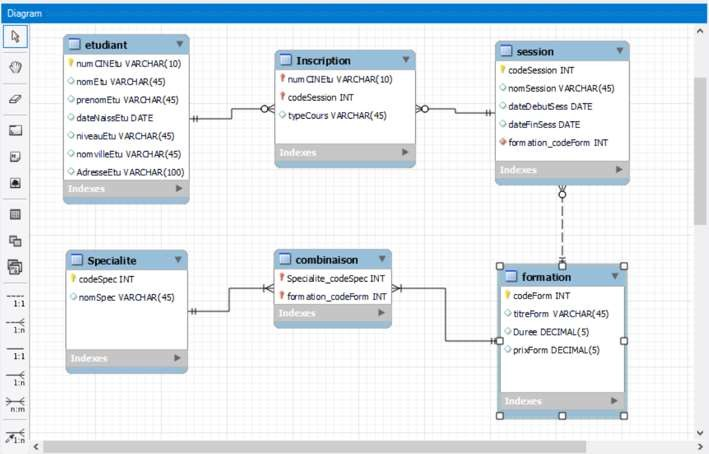 Diagram
etudiant
numCINEtu VARCHAR(10)
nomEtu VARCHAR(45)
prenomEtu VARCHAR(45)
dateNaissEtu DATE
niveauEtu VARCHAR(45)
nomvilleEtu VARCHAR(45)
AdresseEtu VARCHAR(100)
Indexes
Inscription
numCINEtu VARCHAR(10)
codeSession INT
typeCours VARCHAR(45)
Indexes
session
codeSession INT
nomSession VARCHAR(45)
dateDebutSess DATE
dateFinSess DATE
formation_codeForm INT
Indexes
Specialite
codeSpec INT
nomSpec VARCHAR(45)
Indexes
combinaison
Specialite_codeSpec INT
formation_codeForm INT
Indexes
formation
codeForm INT
titreForm VARCHAR(45)
Duree DECIMAL(5)
prixForm DECIMAL(5)
Indexes
1:1
1:n
1:1
1:n
n:m
1:n